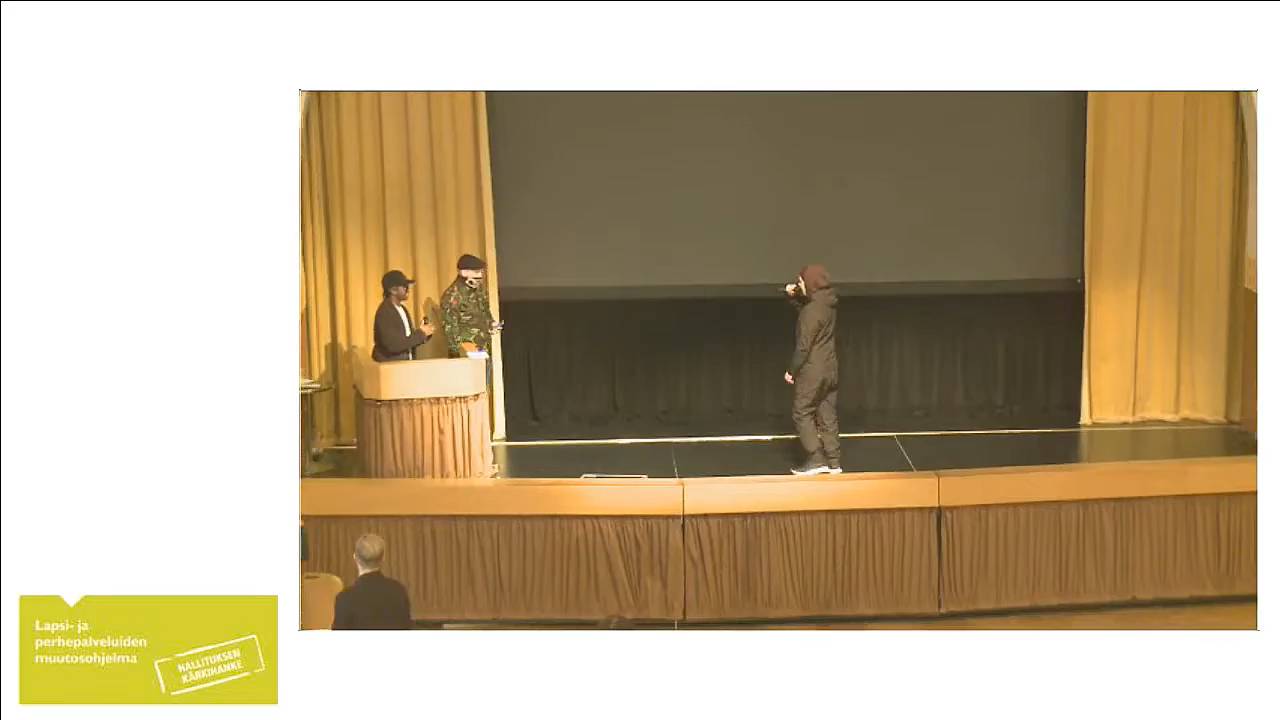 Lapsi- ja
perhepalveluiden
muutosohjelma
HALLITUKSEN
KÄRKIHANKE